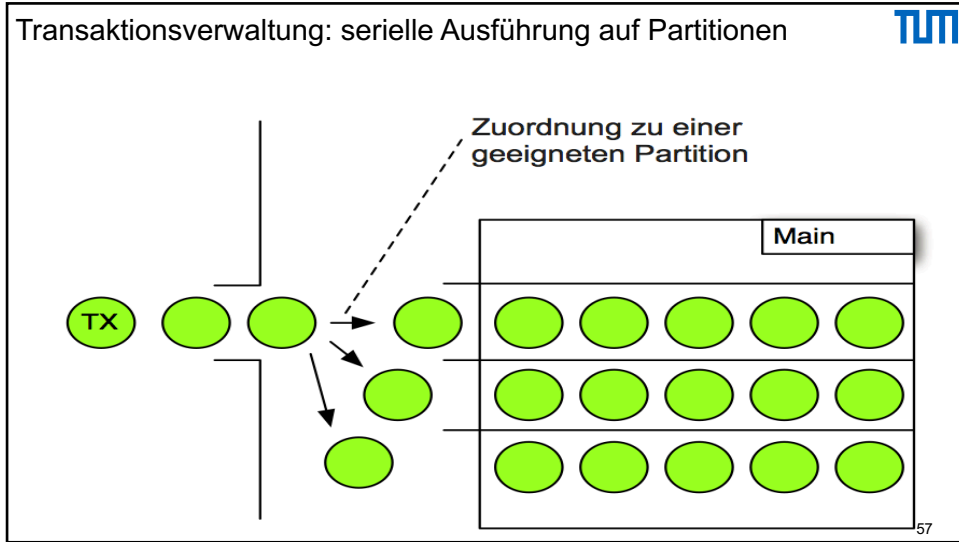 Transaktionsverwaltung: serielle Ausführung auf Partitionen
TUM
Zuordnung zu einer
geeigneten Partition
Main
TX
57